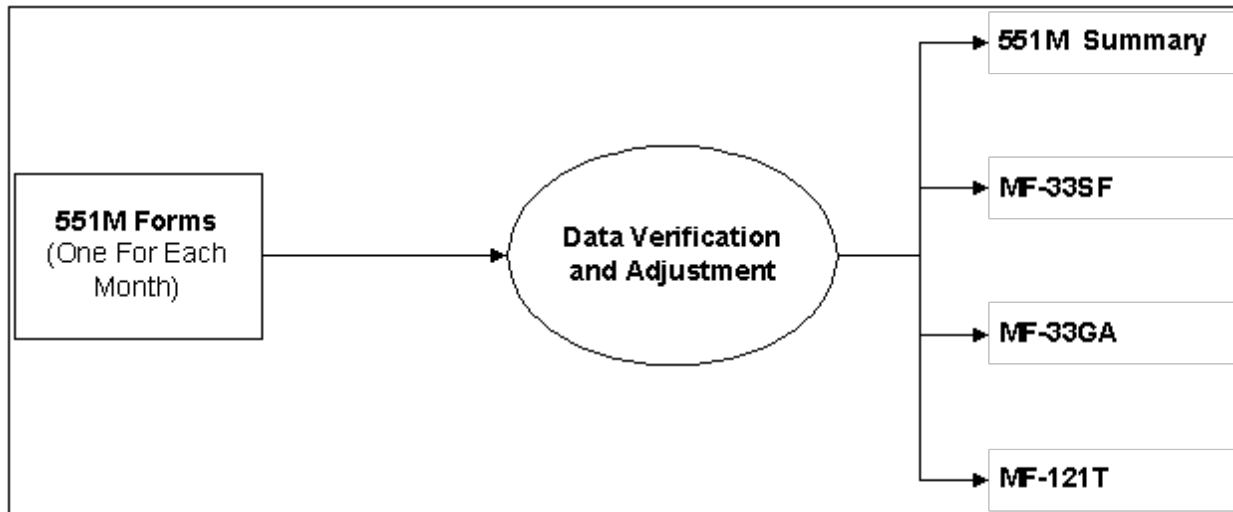 551M Forms
(One For Each
Month)
Data Verification
and Adjustment
551M Summary
MF-33SF
MF-33GA
MF-121T